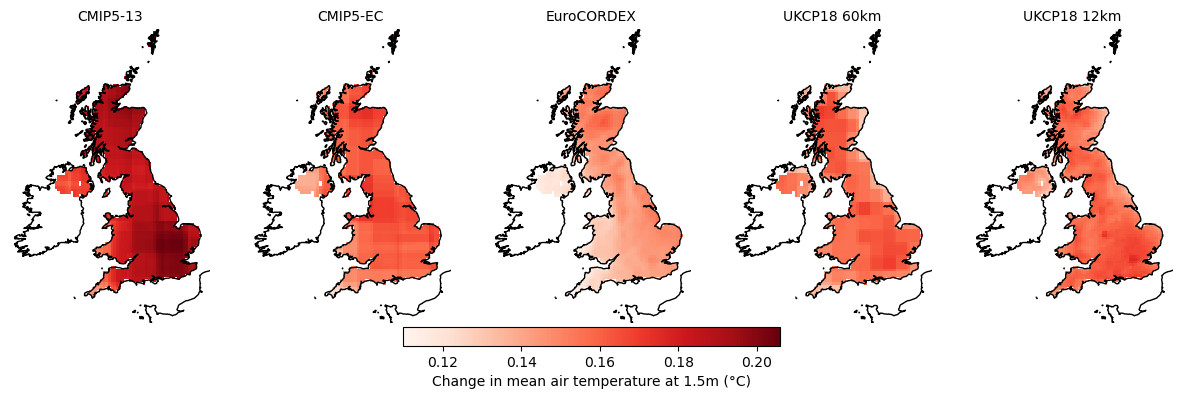 CMIP5-13
CMIP5-EC
EuroCORDEX
UKCP18 60km
UKCP18 12km
0.12
0.14
0.16
0.18
0.20
Change in mean air temperature at 1.5m (°C)